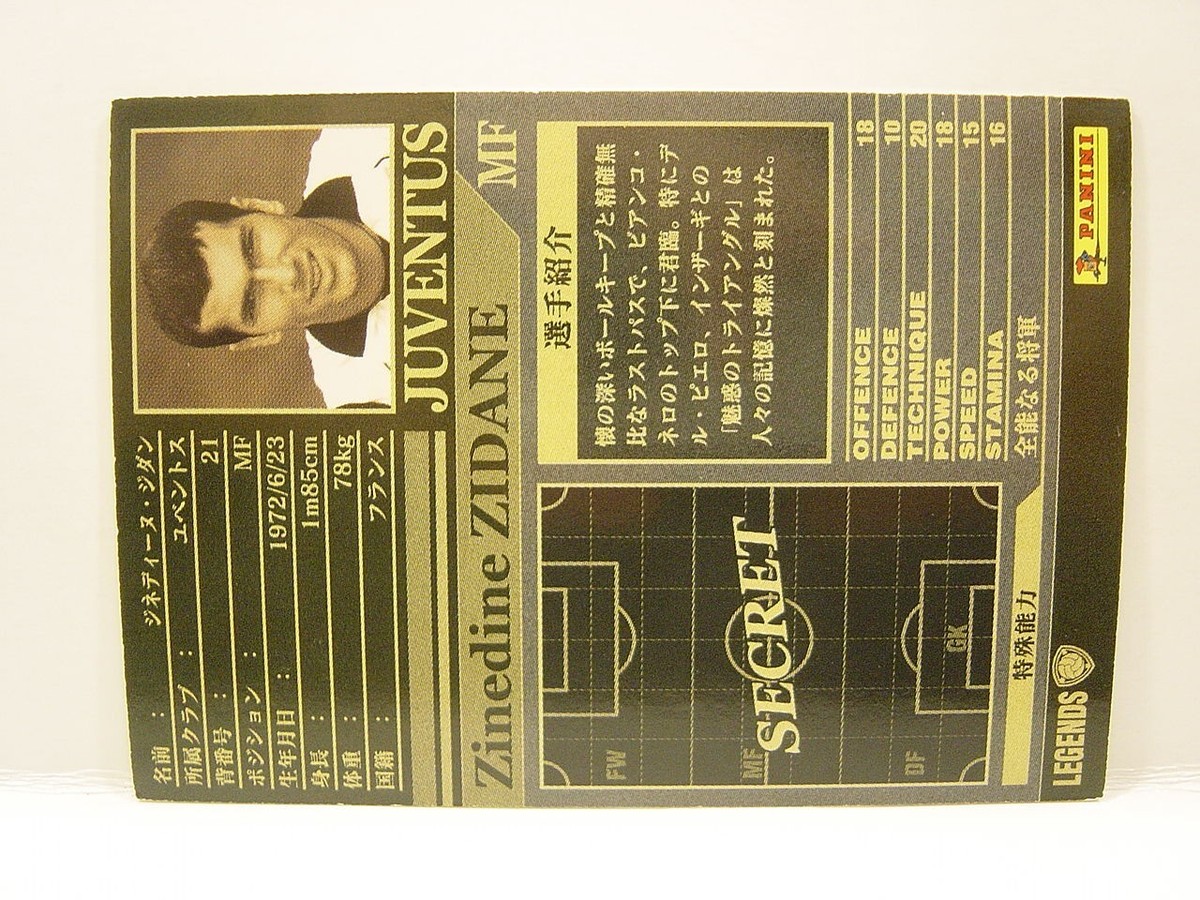 名前 : ジネディーヌ・ジダン
所属クラブ : ユベントス
背番号 : 21
ポジション : MF
生年月日 : 1972/6/23
身長 : 1m85cm
体重 : 78kg
国籍 : フランス
JUVENTUS
Zinedine ZIDANE MF
FW
MF
DF
GK
SECRET
選手紹介
懐の深いボールキープと精確無
比なラストパスで、ビアンコ・
ネロのトップ下に君臨。特にデ
ル・ピエロ、インザーギとの
「魅惑のトライアングル」は
人々の記憶に燦然と刻まれた。
OFFENCE 18
DEFENCE 10
TECHNIQUE 20
POWER 18
SPEED 15
STAMINA 16
特殊能力 全能なる将軍
LEGENDS
PANINI